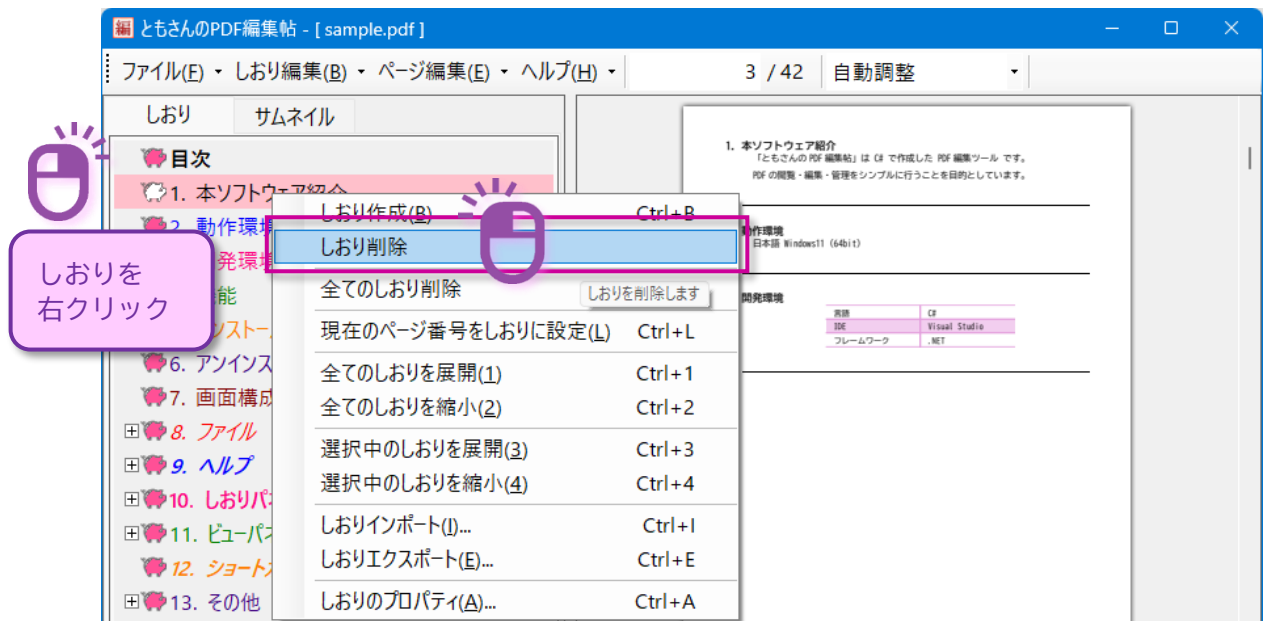 編 ともさんのPDF編集帖 - [ sample.pdf ]
ファイル(F) しおり編集(B) ページ編集(E) ヘルプ(H) 3 / 42 自動調整
しおり サムネイル
目次
1. 本ソフトウェア紹介
2. 動作環境
発環境
能
ンストー
6. アンインス
7. 画面構成
8. ファイル
9. ヘルプ
10. しおりパネ
11. ビューパネ
12. ショートカ
13. その他
しおりを
右クリック
しおり作成(B) Ctrl+B
しおり削除
全てのしおり削除
しおりを削除します
現在のページ番号をしおりに設定(L) Ctrl+L
全てのしおりを展開(1) Ctrl+1
全てのしおりを縮小(2) Ctrl+2
選択中のしおりを展開(3) Ctrl+3
選択中のしおりを縮小(4) Ctrl+4
しおりインポート(I)... Ctrl+I
しおりエクスポート(E)... Ctrl+E
しおりのプロパティ(A)... Ctrl+A
1. 本ソフトウェア紹介
「ともさんの PDF 編集帖」は C# で作成した PDF 編集ツール です。
PDF の閲覧・編集・管理をシンプルに行うことを目的としています。
動作環境
日本語 Windows11 (64bit)
開発環境
言語 C#
IDE Visual Studio
フレームワーク .NET